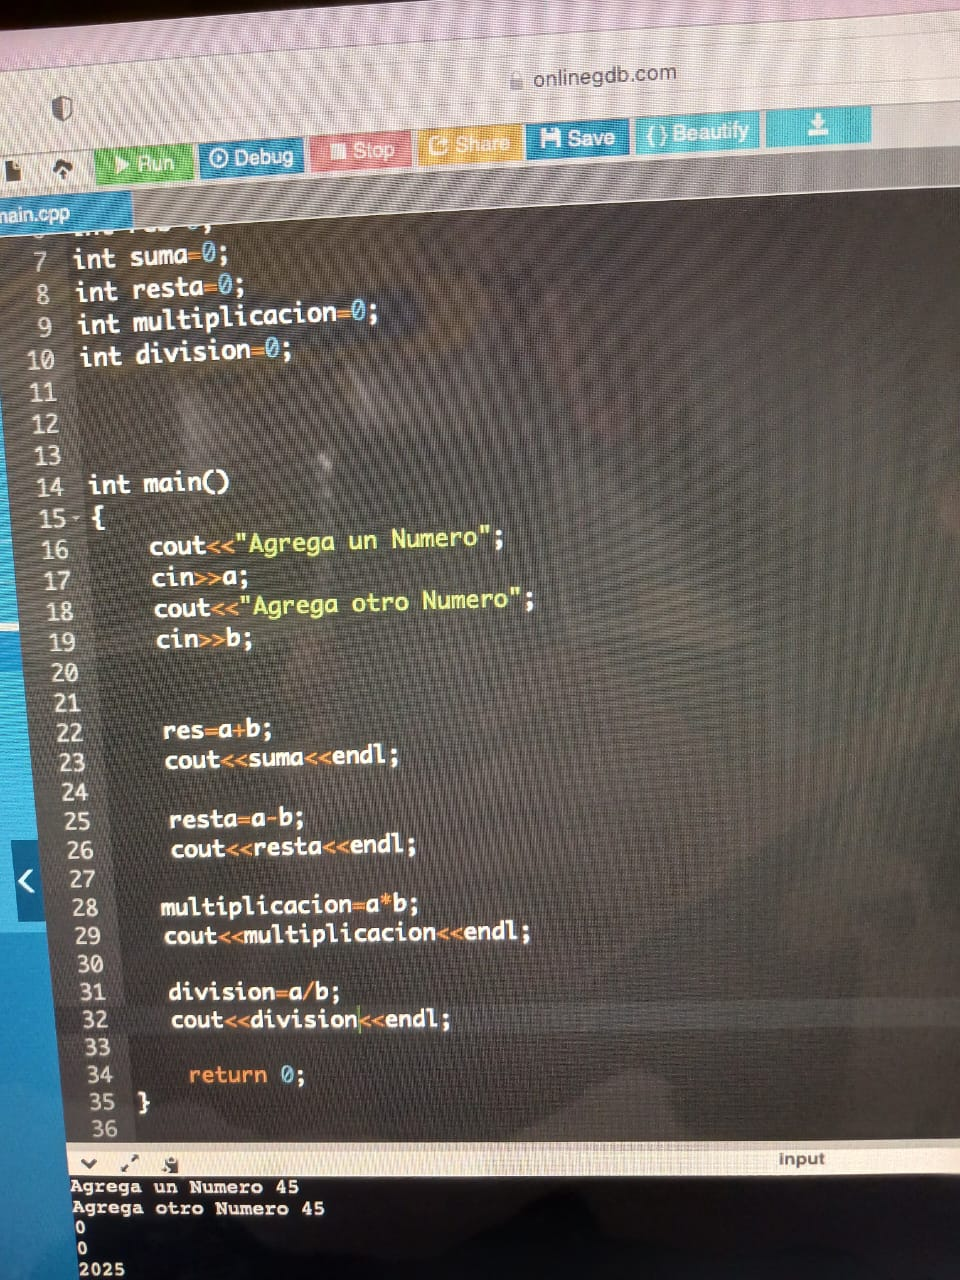 onlinegdb.com
Run Debug Stop Share Save {} Beautify
main.cpp
7 int suma=0;
8 int resta=0;
9 int multiplicacion=0;
10 int division=0;
11
12
13
14 int main()
15 {
16 cout<<"Agrega un Numero";
17 cin>>a;
18 cout<<"Agrega otro Numero";
19 cin>>b;
20
21
22 res=a+b;
23 cout<<suma<<endl;
24
25 resta=a-b;
26 cout<<resta<<endl;
27
28 multiplicacion=a*b;
29 cout<<multiplicacion<<endl;
30
31 division=a/b;
32 cout<<division<<endl;
33
34 return 0;
35 }
36
input
Agrega un Numero 45
Agrega otro Numero 45
0
0
2025